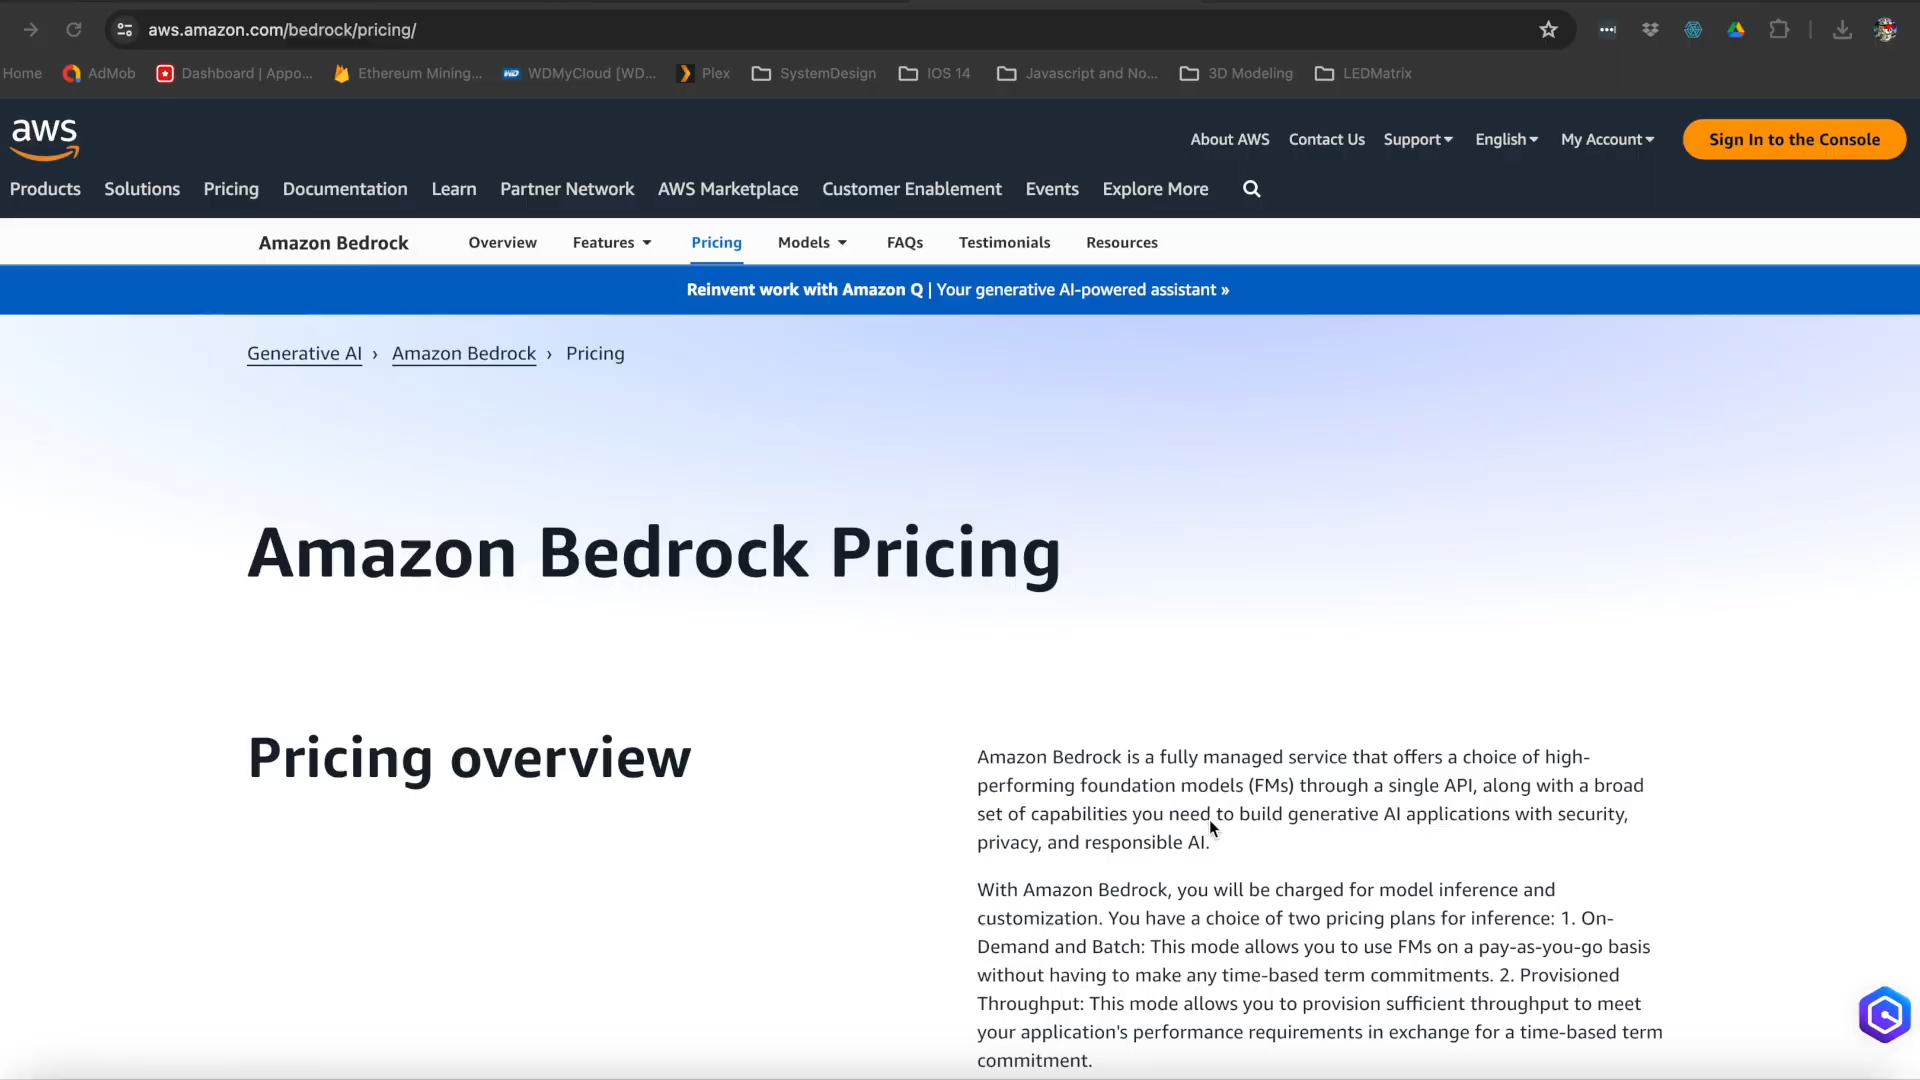 aws.amazon.com/bedrock/pricing/
Home AdMob Dashboard | Appo... Ethereum Mining... WDMyCloud [WD... Plex SystemDesign IOS 14 Javascript and No... 3D Modeling LEDMatrix
aws
About AWS Contact Us Support English My Account Sign In to the Console
Products Solutions Pricing Documentation Learn Partner Network AWS Marketplace Customer Enablement Events Explore More
Amazon Bedrock Overview Features Pricing Models FAQs Testimonials Resources
Reinvent work with Amazon Q | Your generative AI-powered assistant »
Generative AI › Amazon Bedrock › Pricing
Amazon Bedrock Pricing
Pricing overview
Amazon Bedrock is a fully managed service that offers a choice of high-
performing foundation models (FMs) through a single API, along with a broad
set of capabilities you need to build generative AI applications with security,
privacy, and responsible AI.
With Amazon Bedrock, you will be charged for model inference and
customization. You have a choice of two pricing plans for inference: 1. On-
Demand and Batch: This mode allows you to use FMs on a pay-as-you-go basis
without having to make any time-based term commitments. 2. Provisioned
Throughput: This mode allows you to provision sufficient throughput to meet
your application's performance requirements in exchange for a time-based term
commitment.